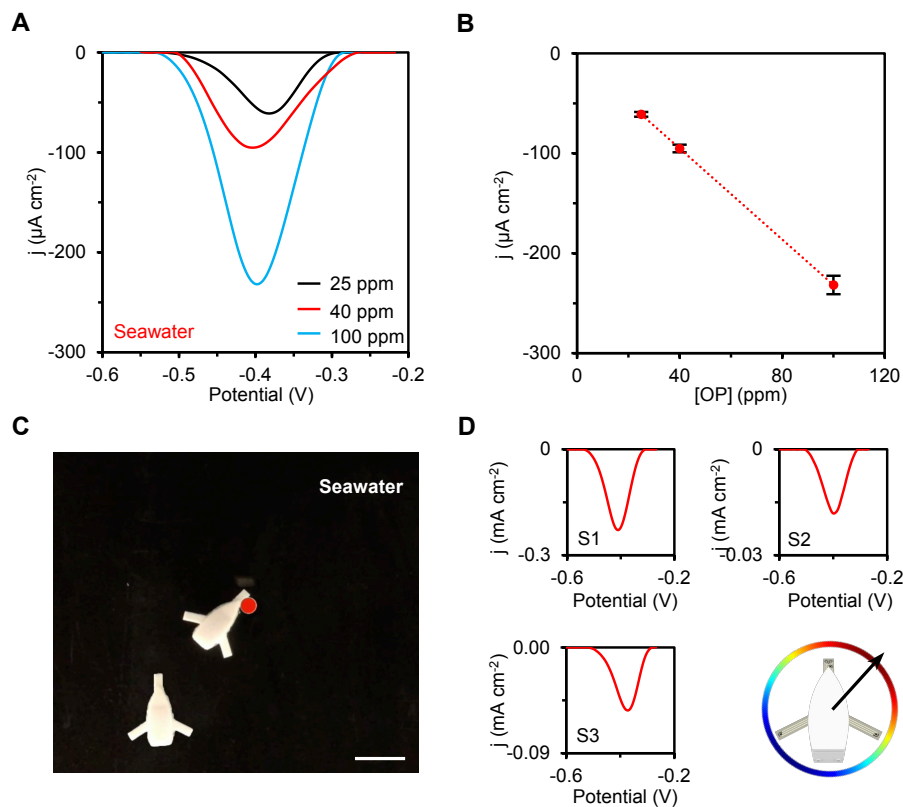 A
0
-100
-200
-300
j (µA cm-2)
-0.6
-0.5
-0.4
-0.3
-0.2
Potential (V)
25 ppm
40 ppm
100 ppm
Seawater
B
0
-100
-200
-300
j (µA cm-2)
0
40
80
120
[OP] (ppm)
C
Seawater
D
0
-0.3
j (mA cm-2)
S1
-0.6
-0.2
Potential (V)
0
-0.03
j (mA cm-2)
S2
-0.6
-0.2
Potential (V)
0.00
-0.09
j (mA cm-2)
S3
-0.6
-0.2
Potential (V)